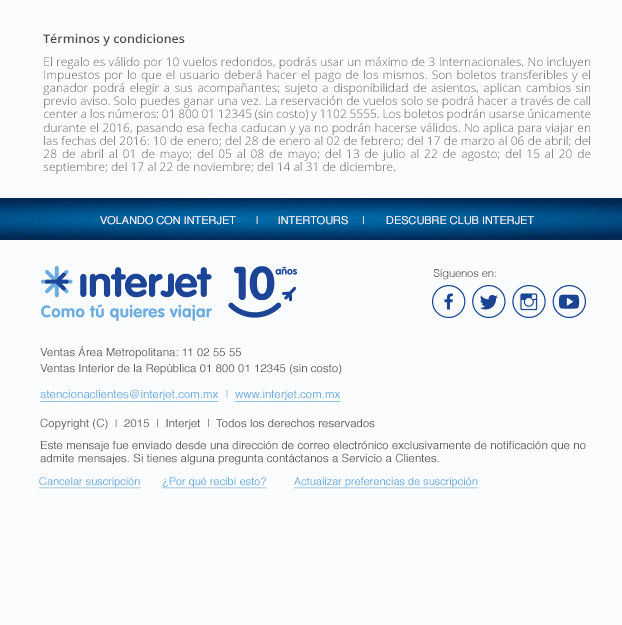 Términos y condiciones
El regalo es válido por 10 vuelos redondos, podrás usar un máximo de 3 Internacionales. No incluyen
Impuestos por lo que el usuario deberá hacer el pago de los mismos. Son boletos transferibles y el
ganador podrá elegir a sus acompañantes; sujeto a disponibilidad de asientos, aplican cambios sin
previo aviso. Solo puedes ganar una vez. La reservación de vuelos solo se podrá hacer a través de call
center a los números: 01 800 01 12345 (sin costo) y 1102 5555. Los boletos podrán usarse únicamente
durante el 2016, pasando esa fecha caducan y ya no podrán hacerse válidos. No aplica para viajar en
las fechas del 2016: 10 de enero; del 28 de enero al 02 de febrero; del 17 de marzo al 06 de abril; del
28 de abril al 01 de mayo; del 05 al 08 de mayo; del 13 de julio al 22 de agosto; del 15 al 20 de
septiembre; del 17 al 22 de noviembre; del 14 al 31 de diciembre.
VOLANDO CON INTERJET | INTERTOURS | DESCUBRE CLUB INTERJET
interjet 10 años
Como tú quieres viajar
Síguenos en:
Ventas Área Metropolitana: 11 02 55 55
Ventas Interior de la República 01 800 01 12345 (sin costo)
atencionaclientes@interjet.com.mx | www.interjet.com.mx
Copyright (C) | 2015 | Interjet | Todos los derechos reservados
Este mensaje fue enviado desde una dirección de correo electrónico exclusivamente de notificación que no
admite mensajes. Si tienes alguna pregunta contáctanos a Servicio a Clientes.
Cancelar suscripción ¿Por qué recibí esto? Actualizar preferencias de suscripción